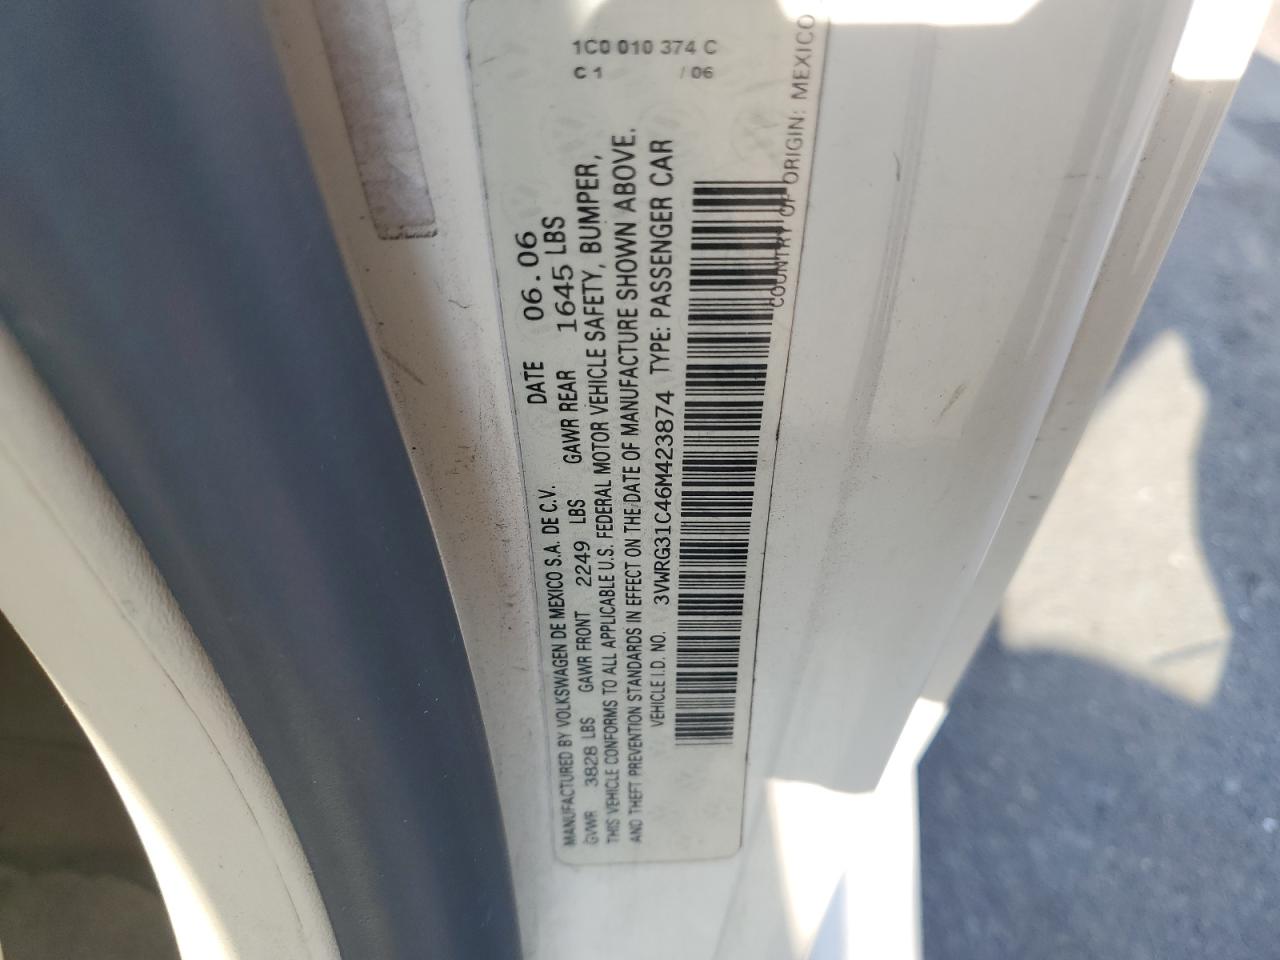 1C0 010 374 C
C 1 / 06
MANUFACTURED BY VOLKSWAGEN DE MEXICO S.A. DE C.V. DATE 06.06
GVWR 3828 LBS GAWR FRONT 2249 LBS GAWR REAR 1645 LBS
THIS VEHICLE CONFORMS TO ALL APPLICABLE U.S. FEDERAL MOTOR VEHICLE SAFETY, BUMPER,
AND THEFT PREVENTION STANDARDS IN EFFECT ON THE DATE OF MANUFACTURE SHOWN ABOVE.
VEHICLE I.D. NO. 3VWRG31C46M423874 TYPE: PASSENGER CAR
COUNTRY OF ORIGIN: MEXICO